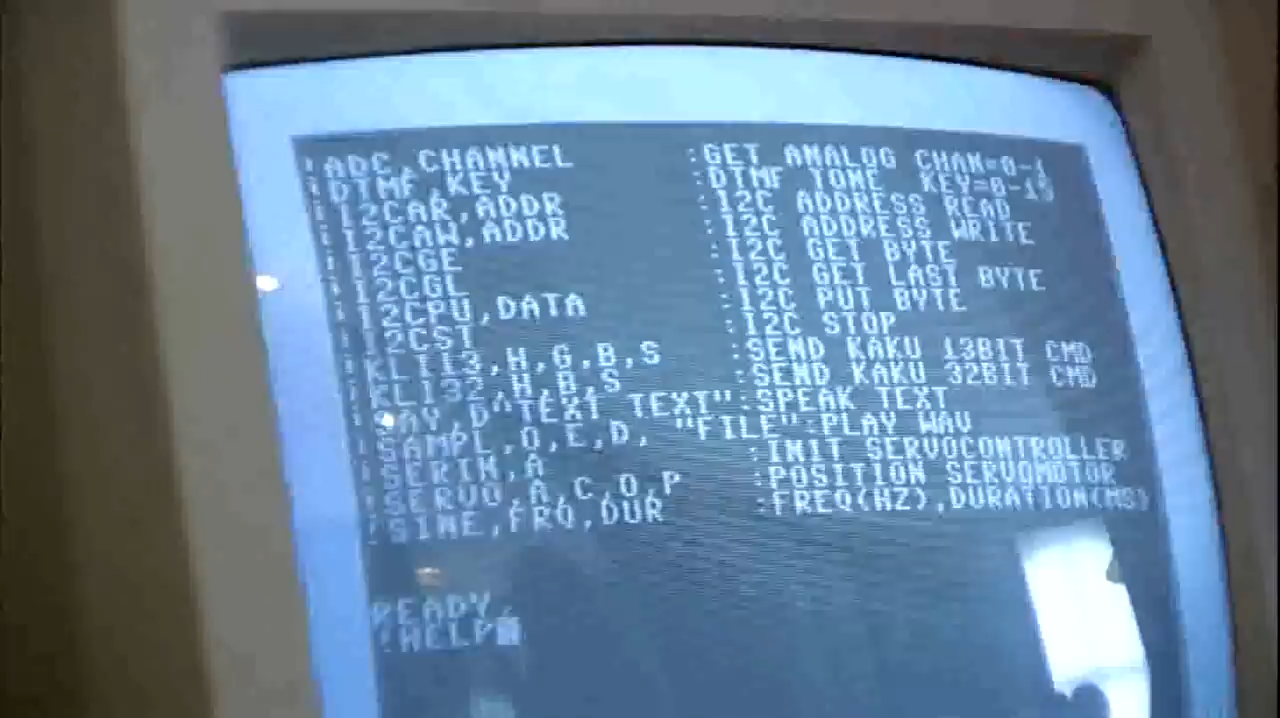 !ADC,CHANNEL :GET ANALOG CHAN=0-1
!DTMF,KEY :DTMF TONE KEY=0-15
!I2CAR,ADDR :I2C ADDRESS READ
!I2CAW,ADDR :I2C ADDRESS WRITE
!I2CGE :I2C GET BYTE
!I2CGL :I2C GET LAST BYTE
!I2CPU,DATA :I2C PUT BYTE
!I2CST :I2C STOP
!KLI13,H,G,B,S :SEND KAKU 13BIT CMD
!KLI32,H,B,S :SEND KAKU 32BIT CMD
!SAY,D^TEXT TEXT":SPEAK TEXT
!SAMPL,O,E,D, "FILE":PLAY WAV
!SERIN,A :INIT SERVOCONTROLLER
!SERVO,A,C,O,P :POSITION SERVOMOTOR
!SINE,FRQ,DUR :FREQ(HZ),DURATION(MS)
READY.
!HELP